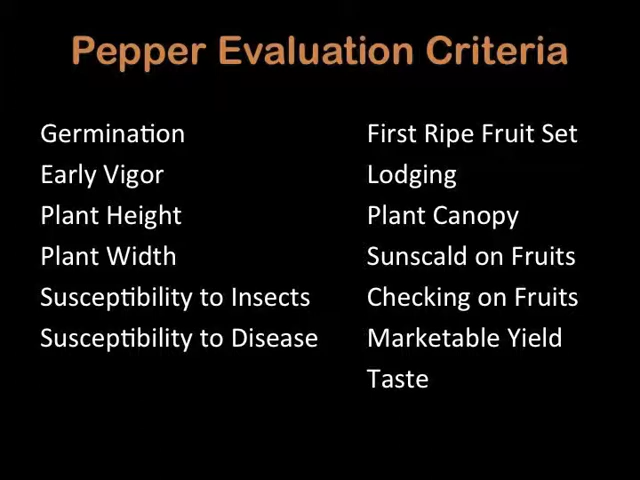 Pepper Evaluation Criteria
Germination
Early Vigor
Plant Height
Plant Width
Susceptibility to Insects
Susceptibility to Disease
First Ripe Fruit Set
Lodging
Plant Canopy
Sunscald on Fruits
Checking on Fruits
Marketable Yield
Taste